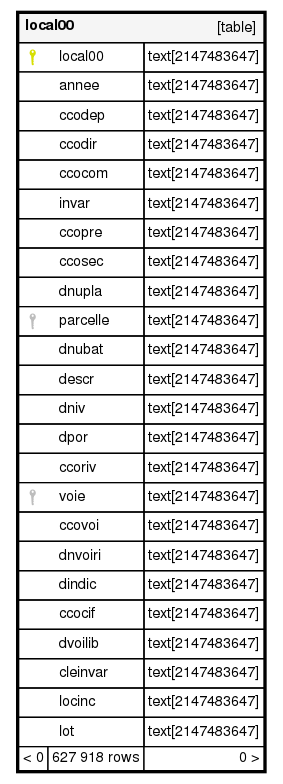 local00 [table]
local00 text[2147483647]
annee text[2147483647]
ccodep text[2147483647]
ccodir text[2147483647]
ccocom text[2147483647]
invar text[2147483647]
ccopre text[2147483647]
ccosec text[2147483647]
dnupla text[2147483647]
parcelle text[2147483647]
dnubat text[2147483647]
descr text[2147483647]
dniv text[2147483647]
dpor text[2147483647]
ccoriv text[2147483647]
voie text[2147483647]
ccovoi text[2147483647]
dnvoiri text[2147483647]
dindic text[2147483647]
ccocif text[2147483647]
dvoilib text[2147483647]
cleinvar text[2147483647]
locinc text[2147483647]
lot text[2147483647]
< 0 627 918 rows 0 >